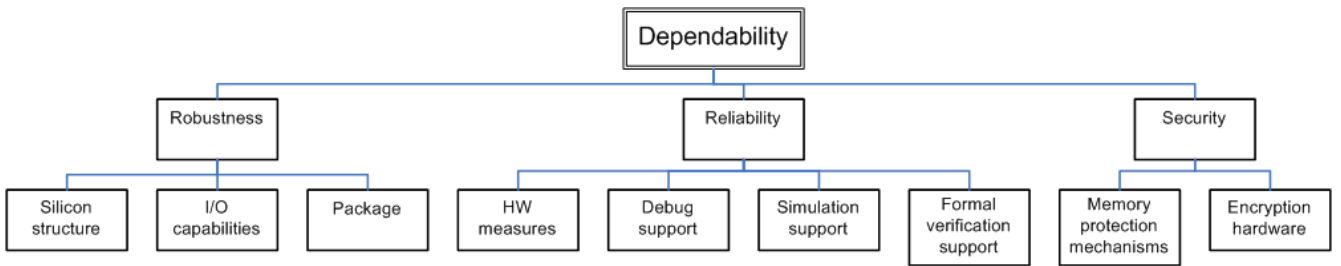 Dependability
Robustness
Reliability
Security
Silicon
structure
I/O
capabilities
Package
HW
measures
Debug
support
Simulation
support
Formal
verification
support
Memory
protection
mechanisms
Encryption
hardware